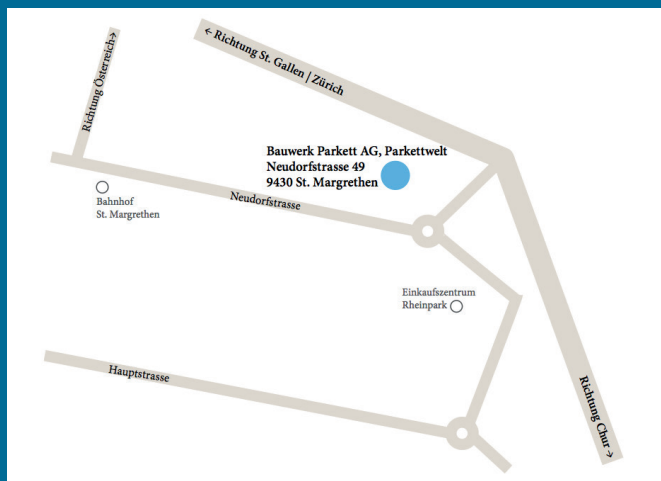 ← Richtung St. Gallen / Zürich
Richtung Österreich→
Bauwerk Parkett AG, Parkettwelt
Neudorfstrasse 49
9430 St. Margrethen
Bahnhof
St. Margrethen
Neudorfstrasse
Einkaufszentrum
Rheinpark
Hauptstrasse
Richtung Chur →